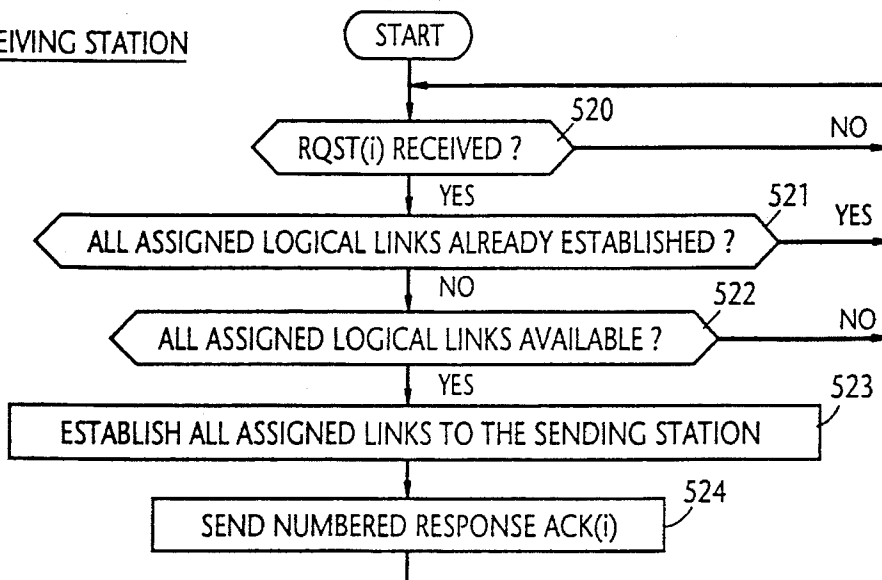 EIVING STATION
START
520
RQST(i) RECEIVED ?
NO
YES
521
ALL ASSIGNED LOGICAL LINKS ALREADY ESTABLISHED ?
YES
NO
522
ALL ASSIGNED LOGICAL LINKS AVAILABLE ?
NO
YES
523
ESTABLISH ALL ASSIGNED LINKS TO THE SENDING STATION
524
SEND NUMBERED RESPONSE ACK(i)